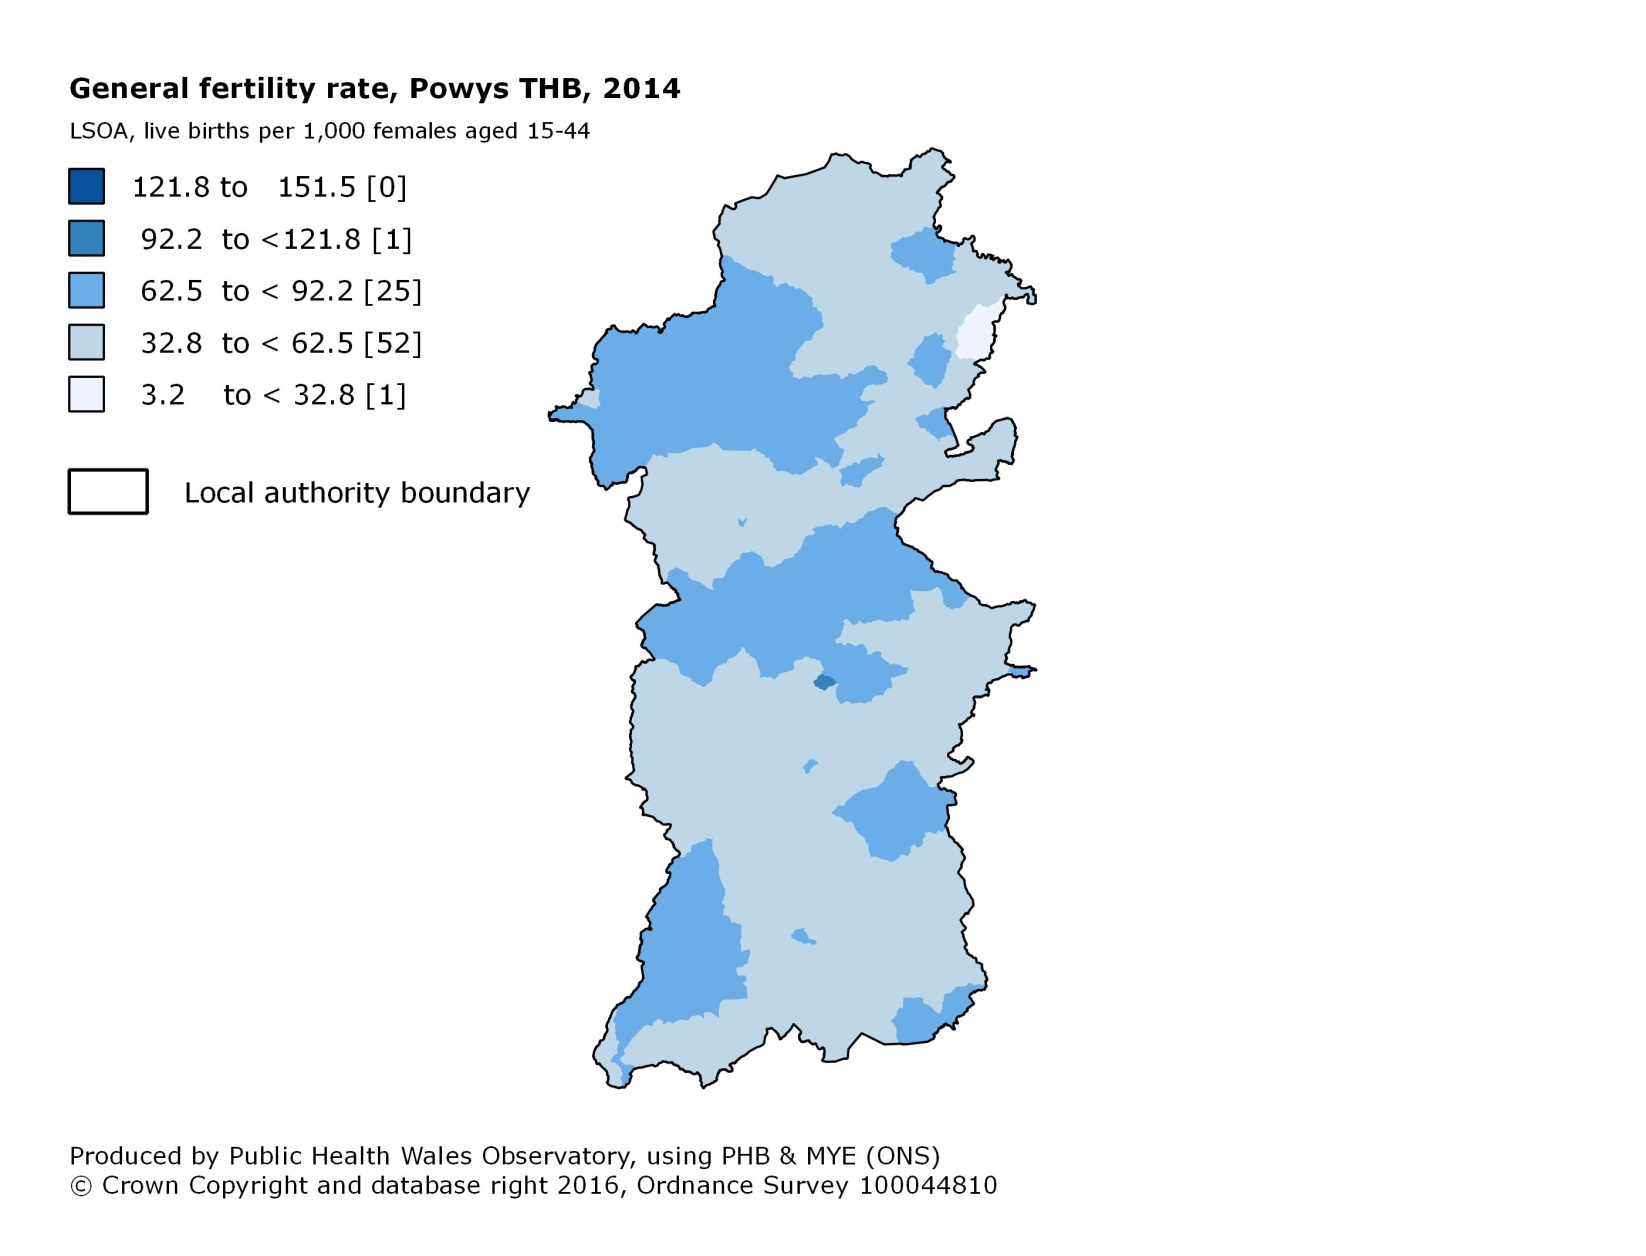 General fertility rate, Powys THB, 2014
LSOA, live births per 1,000 females aged 15-44
121.8 to 151.5 [0]
92.2 to <121.8 [1]
62.5 to < 92.2 [25]
32.8 to < 62.5 [52]
3.2 to < 32.8 [1]
Local authority boundary
Produced by Public Health Wales Observatory, using PHB & MYE (ONS)
© Crown Copyright and database right 2016, Ordnance Survey 100044810